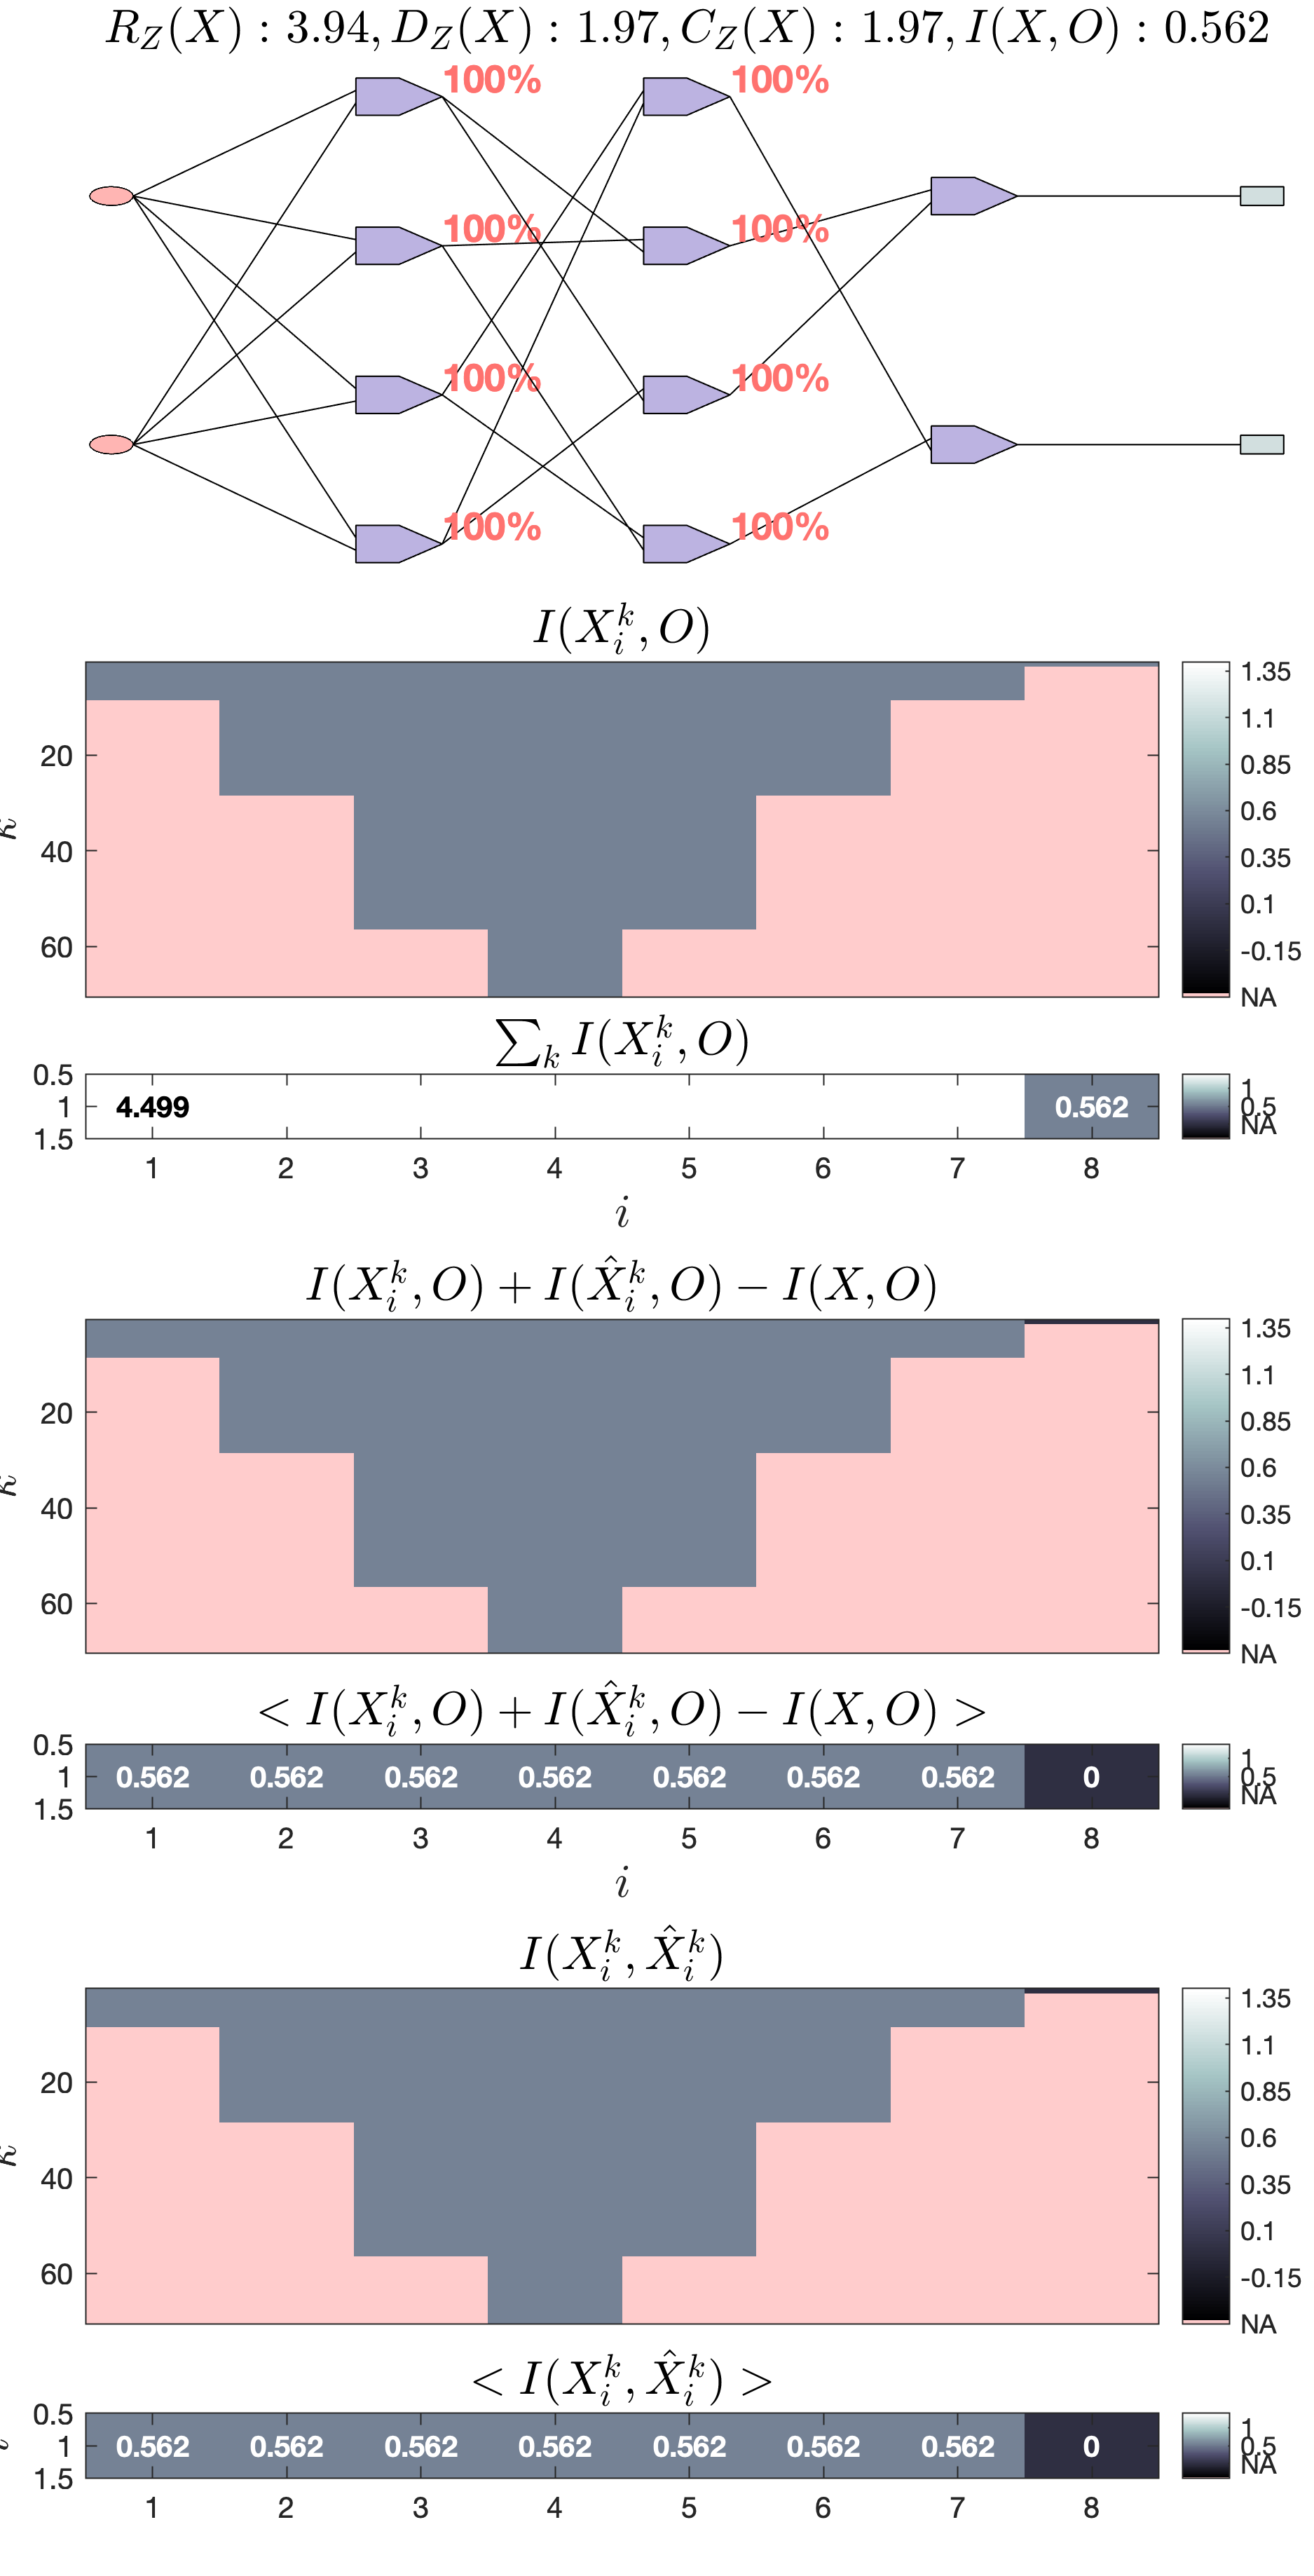 R_Z(X) : 3.94, D_Z(X) : 1.97, C_Z(X) : 1.97, I(X, O) : 0.562
100% 100%
100% 100%
100% 100%
100% 100%
I(X_i^k, O)
20
40
60
k
1.35
1.1
0.85
0.6
0.35
0.1
-0.15
NA
∑_k I(X_i^k, O)
0.5
1
1.5
4.499 0.562
1
0.5
NA
1 2 3 4 5 6 7 8
i
I(X_i^k, O) + I(X̂_i^k, O) − I(X, O)
20
40
60
k
1.35
1.1
0.85
0.6
0.35
0.1
-0.15
NA
< I(X_i^k, O) + I(X̂_i^k, O) − I(X, O) >
0.5
1
1.5
0.562 0.562 0.562 0.562 0.562 0.562 0.562 0
1
0.5
NA
1 2 3 4 5 6 7 8
i
I(X_i^k, X̂_i^k)
20
40
60
k
1.35
1.1
0.85
0.6
0.35
0.1
-0.15
NA
< I(X_i^k, X̂_i^k) >
0.5
1
1.5
0.562 0.562 0.562 0.562 0.562 0.562 0.562 0
1
0.5
NA
1 2 3 4 5 6 7 8